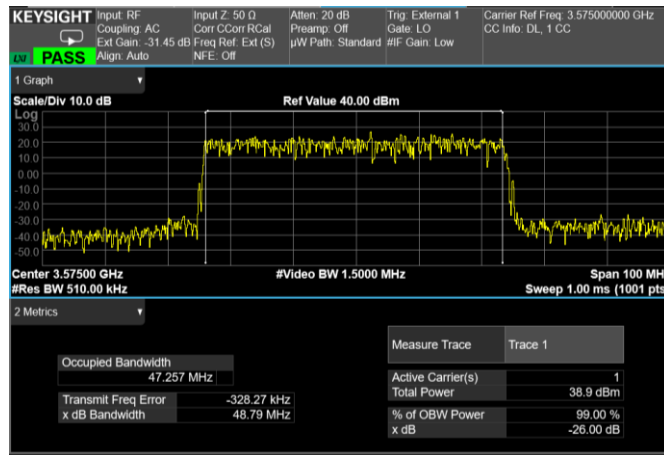 KEYSIGHT Input: RF Input Z: 50 Ω Atten: 20 dB Trig: External 1 Carrier Ref Freq: 3.575000000 GHz
Coupling: AC Corr CCorr RCal Preamp: Off Gate: LO CC Info: DL, 1 CC
Ext Gain: -31.45 dB Freq Ref: Ext (S) µW Path: Standard #IF Gain: Low
LXI PASS Align: Auto NFE: Off
1 Graph
Scale/Div 10.0 dB Ref Value 40.00 dBm
Log
30.0
20.0
10.0
0.00
-10.0
-20.0
-30.0
-40.0
-50.0
Center 3.57500 GHz #Video BW 1.5000 MHz Span 100 MH
#Res BW 510.00 kHz Sweep 1.00 ms (1001 pts
2 Metrics
Measure Trace Trace 1
Occupied Bandwidth
47.257 MHz
Active Carrier(s) 1
Transmit Freq Error -328.27 kHz Total Power 38.9 dBm
x dB Bandwidth 48.79 MHz % of OBW Power 99.00 %
x dB -26.00 dB